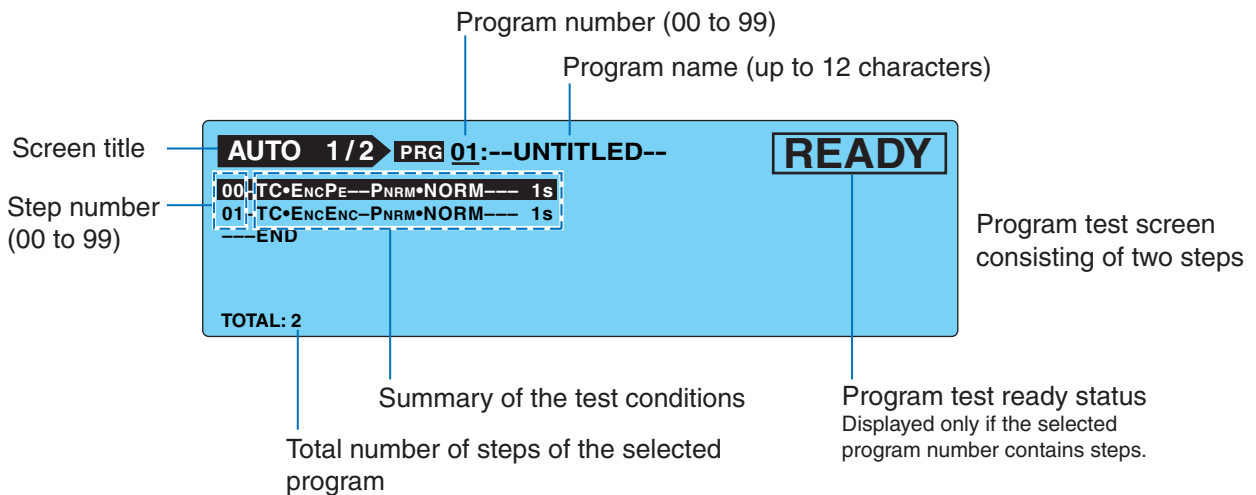 Program number (00 to 99)
Program name (up to 12 characters)
Screen title
AUTO 1/2 PRG 01:--UNTITLED--
READY
00-TC•ENCPE––PNRM•NORM––– 1s
Step number
(00 to 99)
01-TC•ENCENC–PNRM•NORM––– 1s
–––END
Program test screen
consisting of two steps
TOTAL: 2
Summary of the test conditions
Program test ready status
Displayed only if the selected
program number contains steps.
Total number of steps of the selected
program